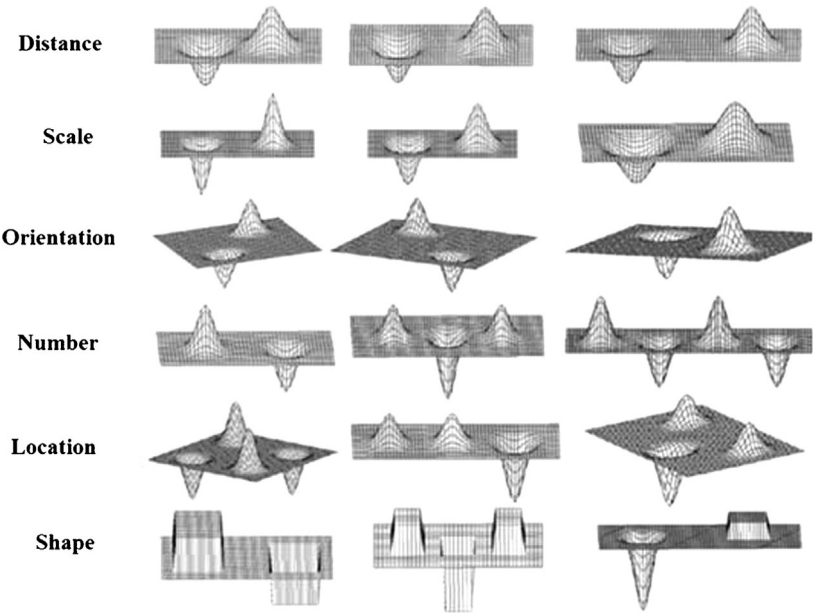 Distance
Scale
Orientation
Number
Location
Shape